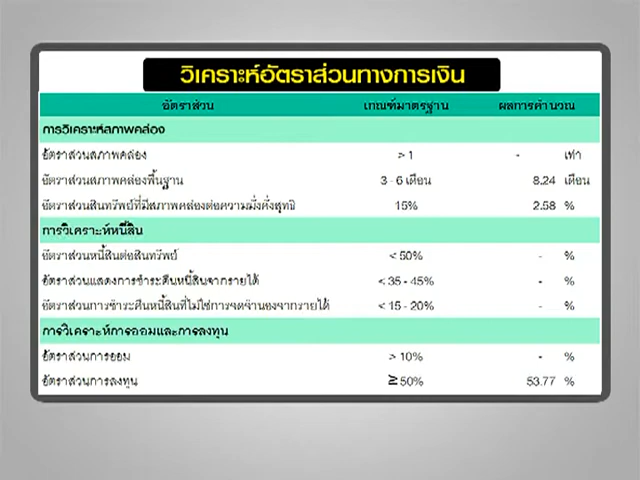 วิเคราะห์อัตราส่วนทางการเงิน
อัตราส่วน เกณฑ์มาตรฐาน ผลการคำนวณ
การวิเคราะห์สภาพคล่อง
อัตราส่วนสภาพคล่อง > 1 - เท่า
อัตราส่วนสภาพคล่องพื้นฐาน 3 - 6 เดือน 8.24 เดือน
อัตราส่วนสินทรัพย์ที่มีสภาพคล่องต่อความมั่งคั่งสุทธิ 15% 2.58 %
การวิเคราะห์หนี้สิน
อัตราส่วนหนี้สินต่อสินทรัพย์ < 50% - %
อัตราส่วนแสดงการชำระคืนหนี้สินจากรายได้ < 35 - 45% - %
อัตราส่วนการชำระคืนหนี้สินที่ไม่ใช่การจดจำนองจากรายได้ < 15 - 20% - %
การวิเคราะห์การออมและการลงทุน
อัตราส่วนการออม > 10% - %
อัตราส่วนการลงทุน ≥ 50% 53.77 %